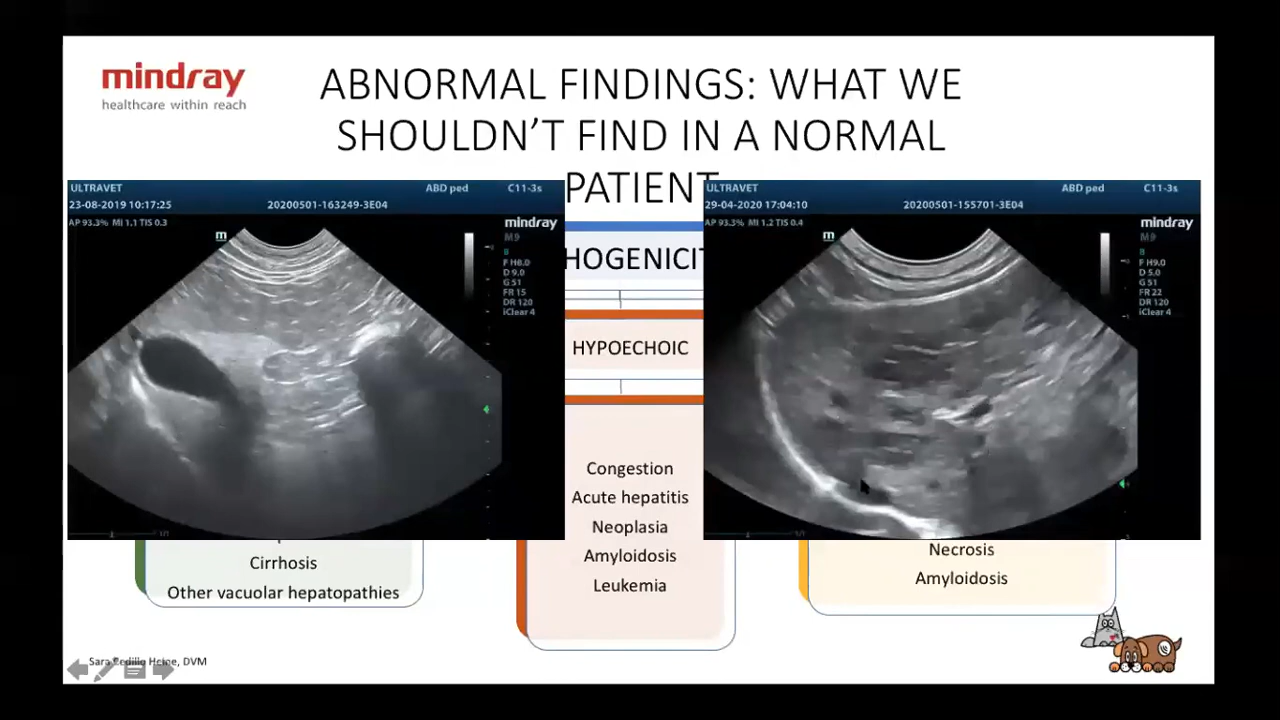 mindray
healthcare within reach
ABNORMAL FINDINGS: WHAT WE
SHOULDN'T FIND IN A NORMAL
PATIENT
ULTRAVET
ABD ped
C11-3s
23-08-2019 10:17:25
20200501-163249-3E04
AP 93.3% MI 1.1 TIS 0.3
mindray
M9
B
F H8.0
D 9.0
G 51
FR 15
DR 120
iClear 4
m
1/1
ULTRAVET
ABD ped
C11-3s
29-04-2020 17:04:10
20200501-155701-3E04
AP 93.3% MI 1.2 TIS 0.4
mindray
M9
B
F H9.0
D 5.0
G 51
FR 22
DR 120
iClear 4
m
1/1
HOGENICIT
HYPOECHOIC
Congestion
Acute hepatitis
Neoplasia
Amyloidosis
Leukemia
Cirrhosis
Other vacuolar hepatopathies
Necrosis
Amyloidosis
Sara Cedillo Heine, DVM